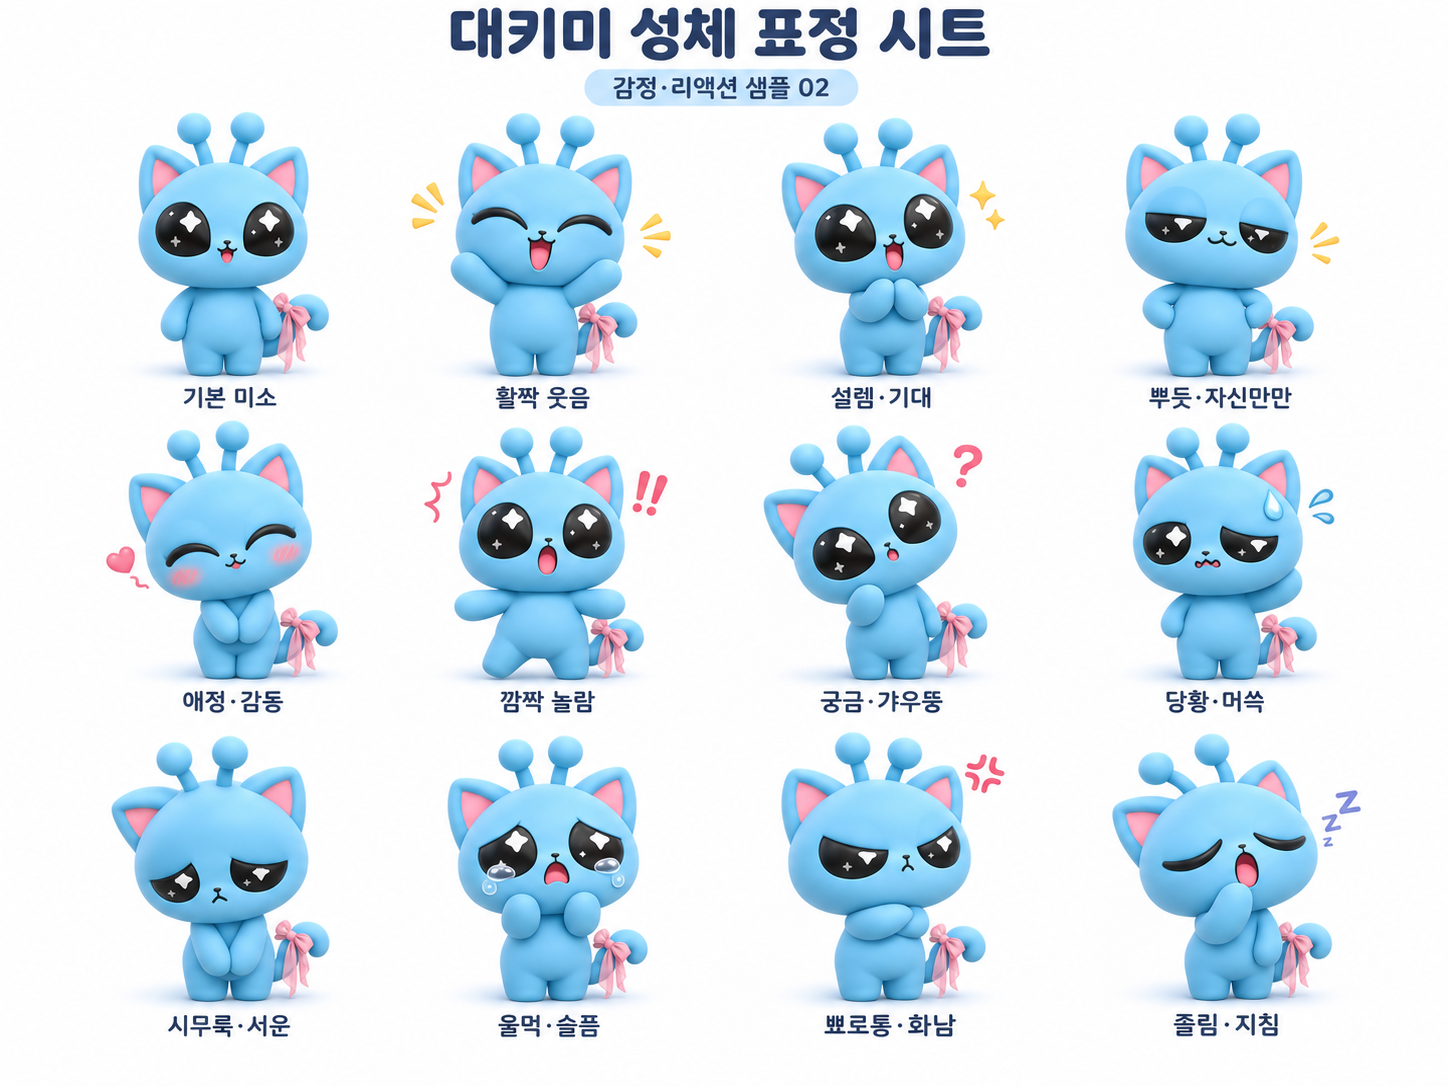 대키미 성체 표정 시트
감정·리액션 샘플 02
기본 미소
활짝 웃음
설렘·기대
뿌듯·자신만만
!!
?
애정·감동
깜짝 놀람
궁금·갸우뚱
당황·머쓱
z z z
시무룩·서운
울먹·슬픔
뾰로통·화남
졸림·지침